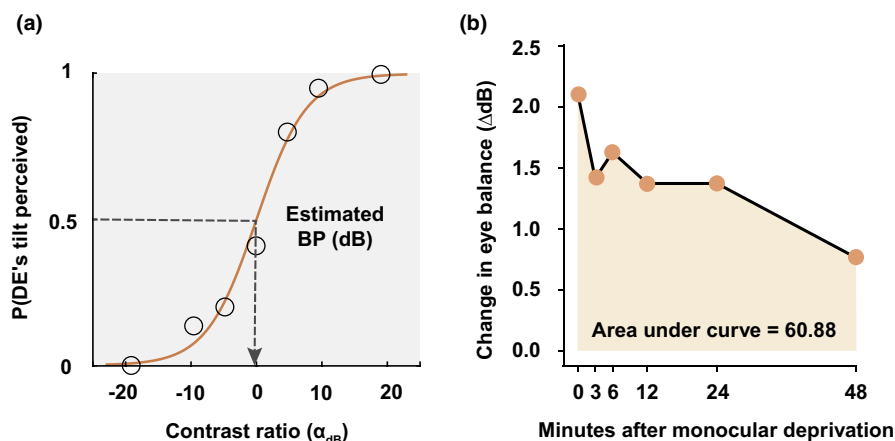 (a)
P(DE's tilt perceived)
1
0.5
0
Estimated
BP (dB)
-20 -10 0 10 20
Contrast ratio (αdB)
(b)
Change in eye balance (ΔdB)
2.5
2.0
1.5
1.0
0.5
0.0
Area under curve = 60.88
0 3 6 12 24 48
Minutes after monocular deprivation